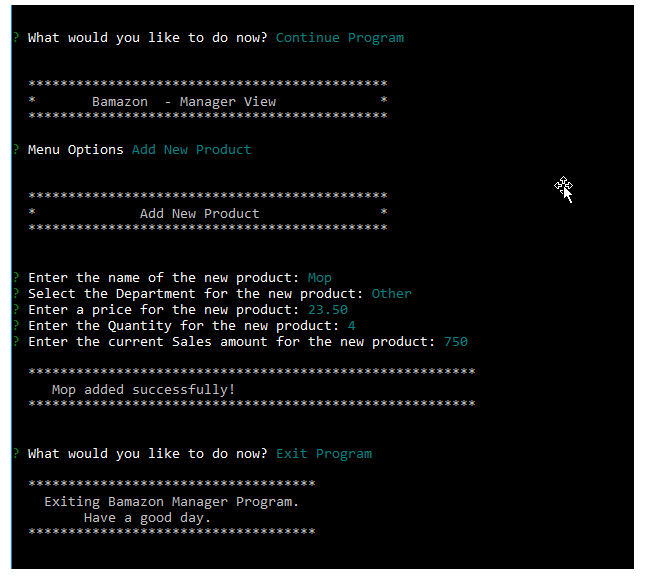 ? What would you like to do now? Continue Program
*********************************************
* Bamazon - Manager View *
*********************************************
? Menu Options Add New Product
*********************************************
* Add New Product *
*********************************************
? Enter the name of the new product: Mop
? Select the Department for the new product: Other
? Enter a price for the new product: 23.50
? Enter the Quantity for the new product: 4
? Enter the current Sales amount for the new product: 750
********************************************************
Mop added successfully!
********************************************************
? What would you like to do now? Exit Program
************************************
Exiting Bamazon Manager Program.
Have a good day.
************************************